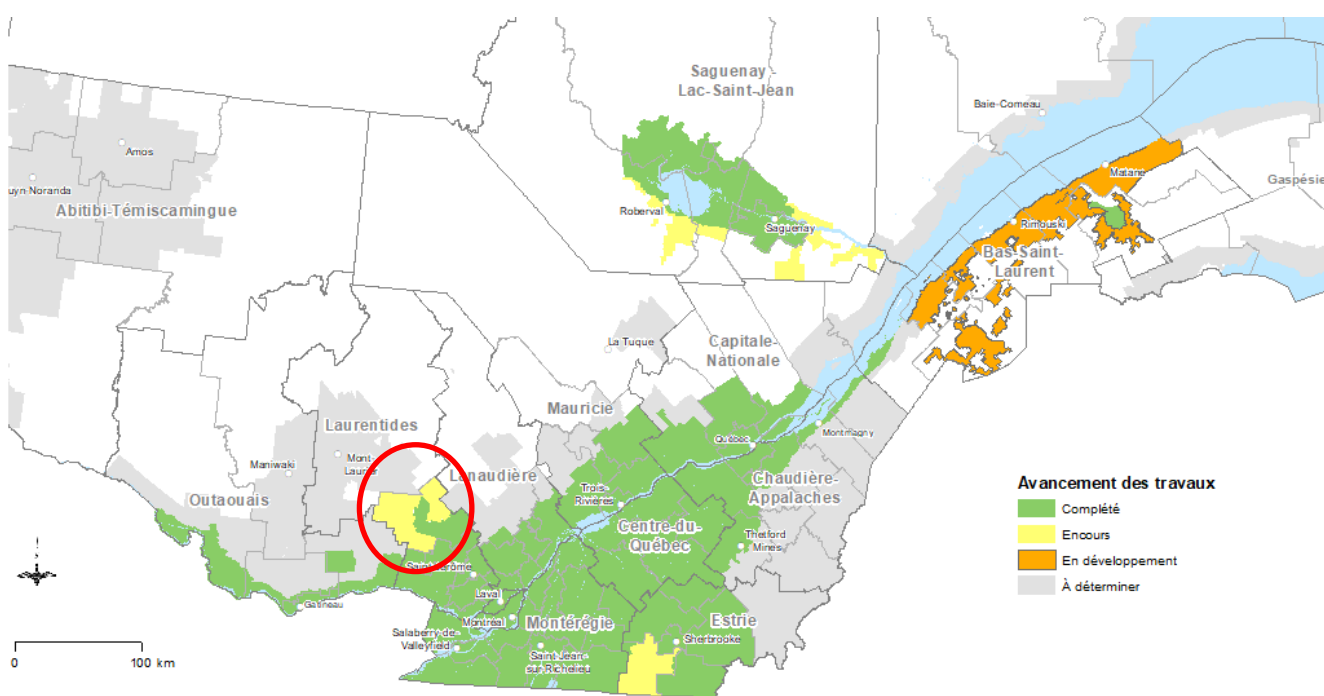 Saguenay -
Lac-Saint-Jean
Baie-Comeau
Amos
Matane
uyn-Noranda
Gaspésie
Abitibi-Témiscamingue
Roberval
Saguenay
Rimouski
Bas-Saint-
Laurent
La Tuque
Capitale-
Nationale
Mauricie
Laurentides
Mont-
Laurier
Maniwaki
Lanaudière
Québec
Montmagny
Outaouais
Trois-
Rivières
Chaudière-
Appalaches
Centre-du-
Québec
Thetford
Mines
Saint-Jérôme
Gatineau
Laval
Montréal
Montérégie
Estrie
Salaberry-de-
Valleyfield
Sherbrooke
Saint-Jean-
sur-Richelieu
0 100 km
Avancement des travaux
Complété
Encours
En développement
À déterminer